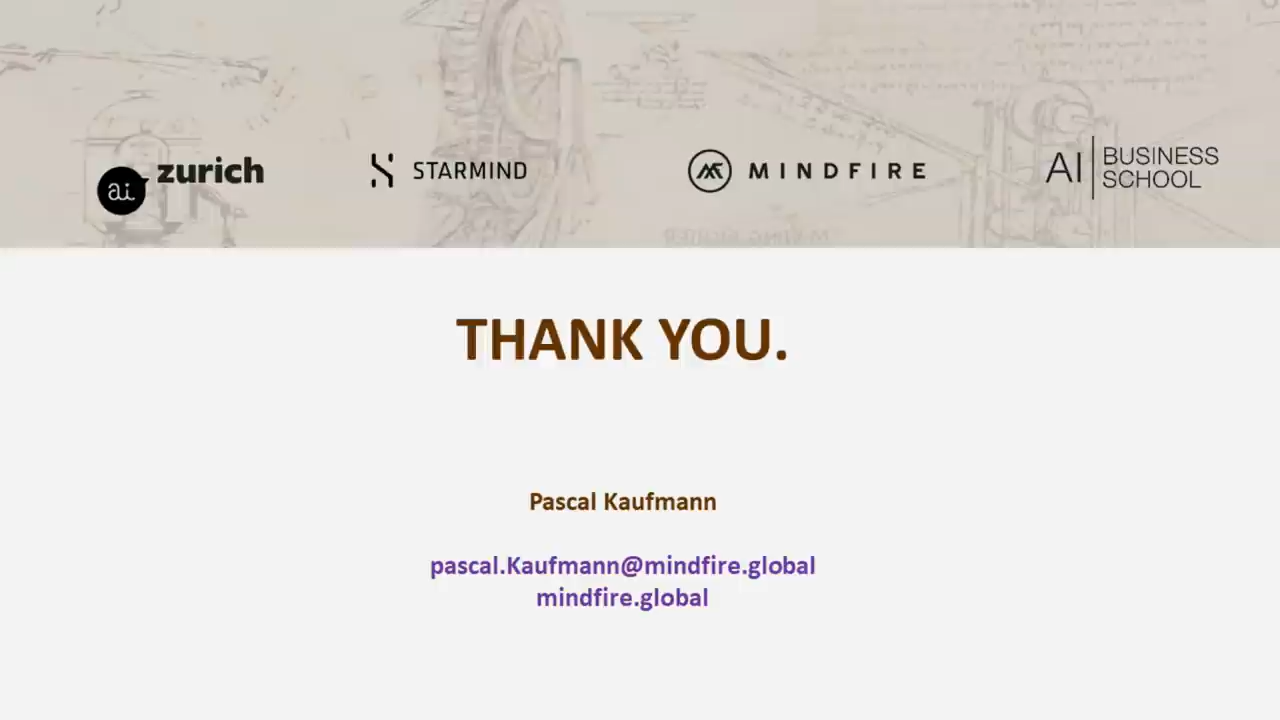 ai zurich
STARMIND
MINDFIRE
AI BUSINESS SCHOOL
THANK YOU.
Pascal Kaufmann
pascal.Kaufmann@mindfire.global
mindfire.global